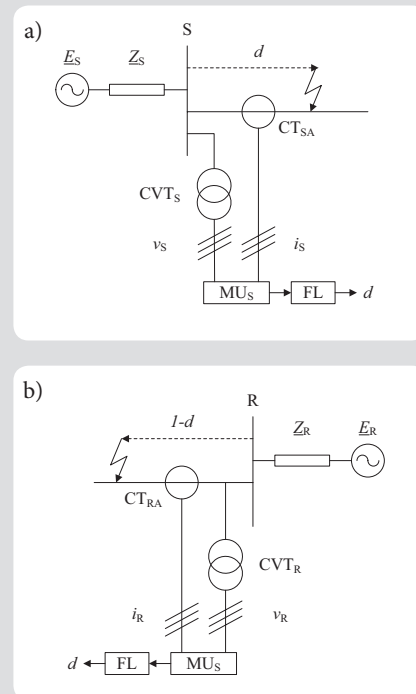 a)
S
E_S
Z_S
d
CT_SA
CVT_S
v_S
i_S
MU_S
FL
d
b)
R
1-d
Z_R
E_R
CT_RA
CVT_R
i_R
v_R
d
FL
MU_S